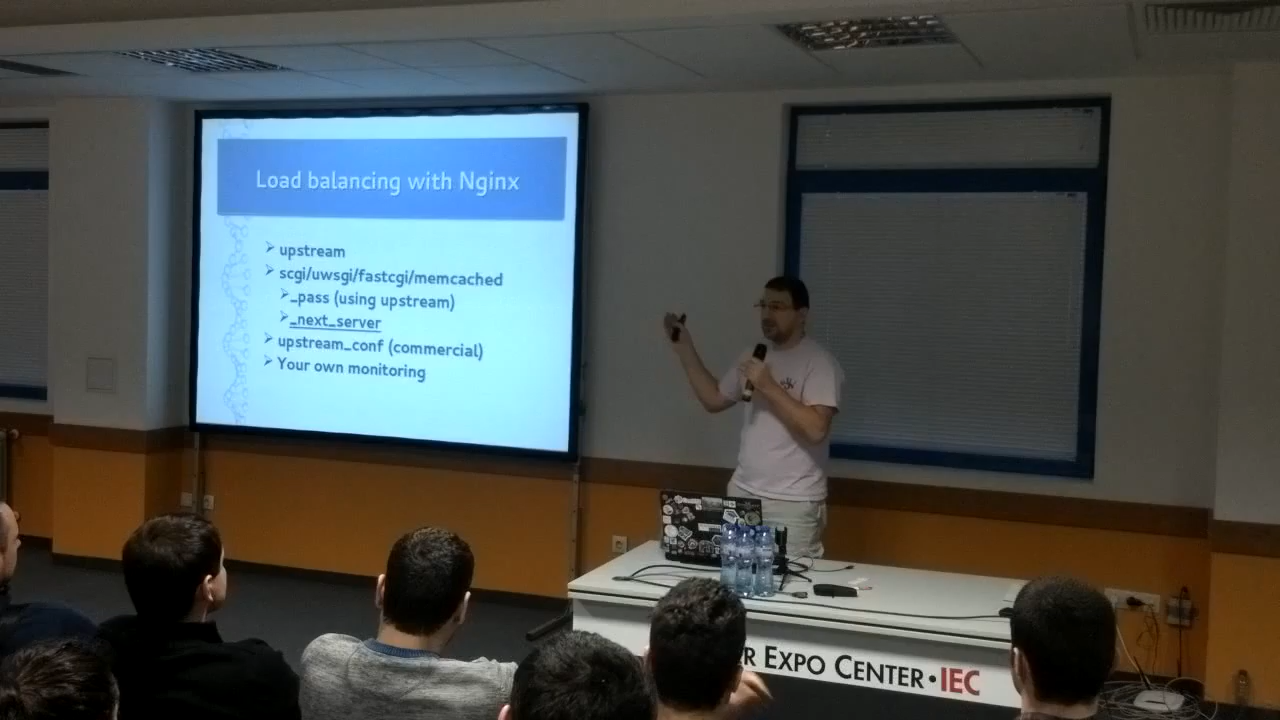 Load balancing with Nginx
upstream
scgi/uwsgi/fastcgi/memcached
_pass (using upstream)
_next_server
upstream_conf (commercial)
Your own monitoring
EXPO CENTER • IEC